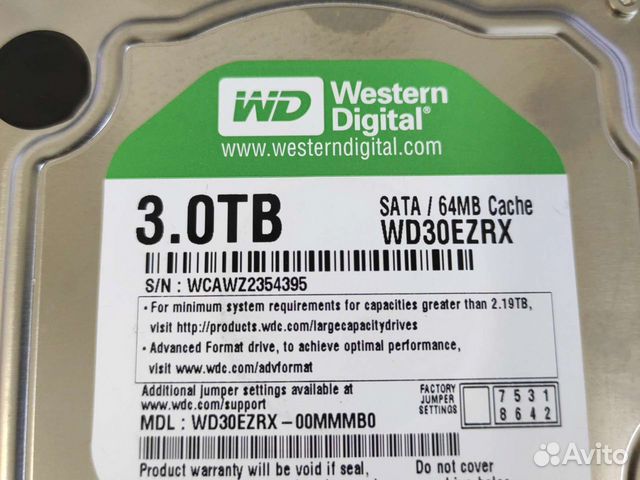 WD Western
Digital®
www.westerndigital.com
3.0TB
SATA / 64MB Cache
WD30EZRX
S/N : WCAWZ2354395
• For minimum system requirements for capacities greater than 2.19TB,
visit http://products.wdc.com/largecapacitydrives
• Advanced Format drive, to achieve optimal performance,
visit www.wdc.com/advformat
Additional jumper settings available at
www.wdc.com/support
FACTORY
JUMPER
SETTINGS
7 5 3 1
8 6 4 2
MDL : WD30EZRX-00MMMB0
Product warranty will be void if seal,
Do not cover
Avito